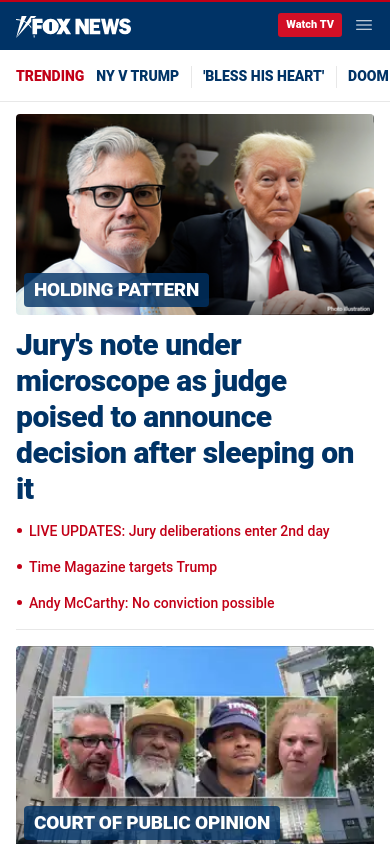 FOX NEWS
Watch TV
TRENDING NY V TRUMP 'BLESS HIS HEART' DOOM
HOLDING PATTERN
Photo Illustration
Jury's note under
microscope as judge
poised to announce
decision after sleeping on
it
• LIVE UPDATES: Jury deliberations enter 2nd day
• Time Magazine targets Trump
• Andy McCarthy: No conviction possible
TRUMP
COURT OF PUBLIC OPINION